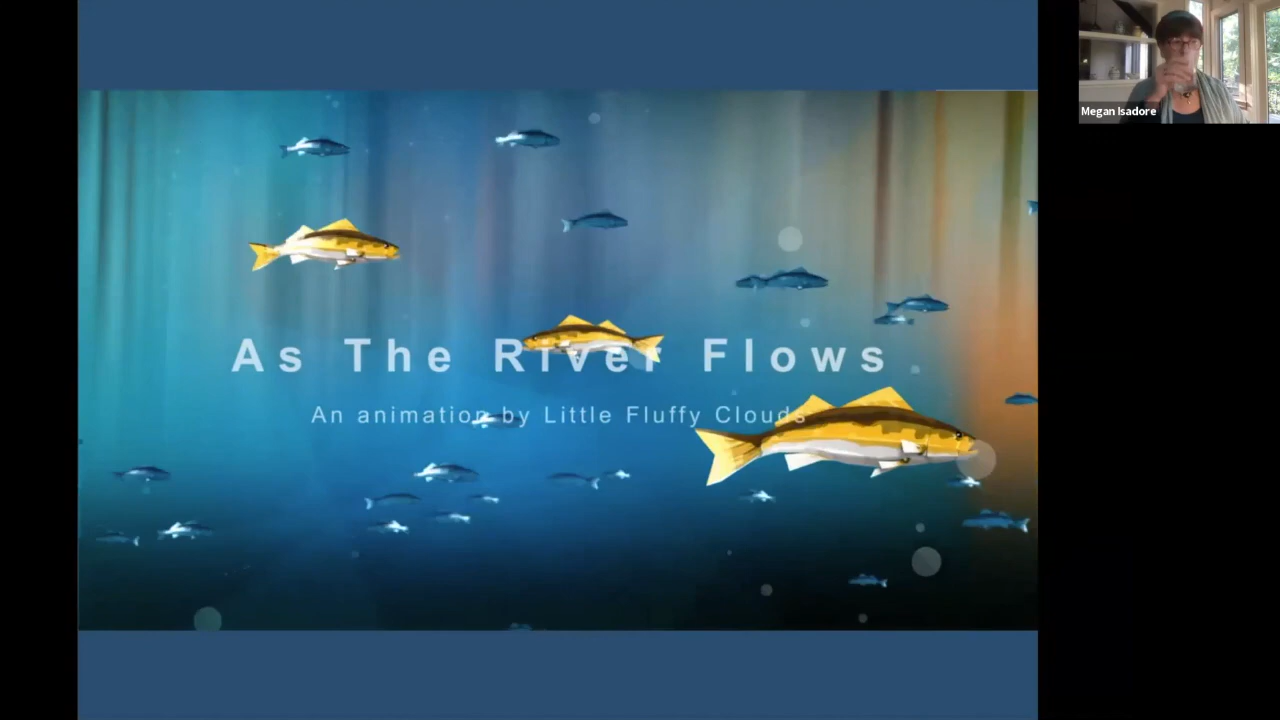 As The River Flows
An animation by Little Fluffy Clouds
Megan Isadore